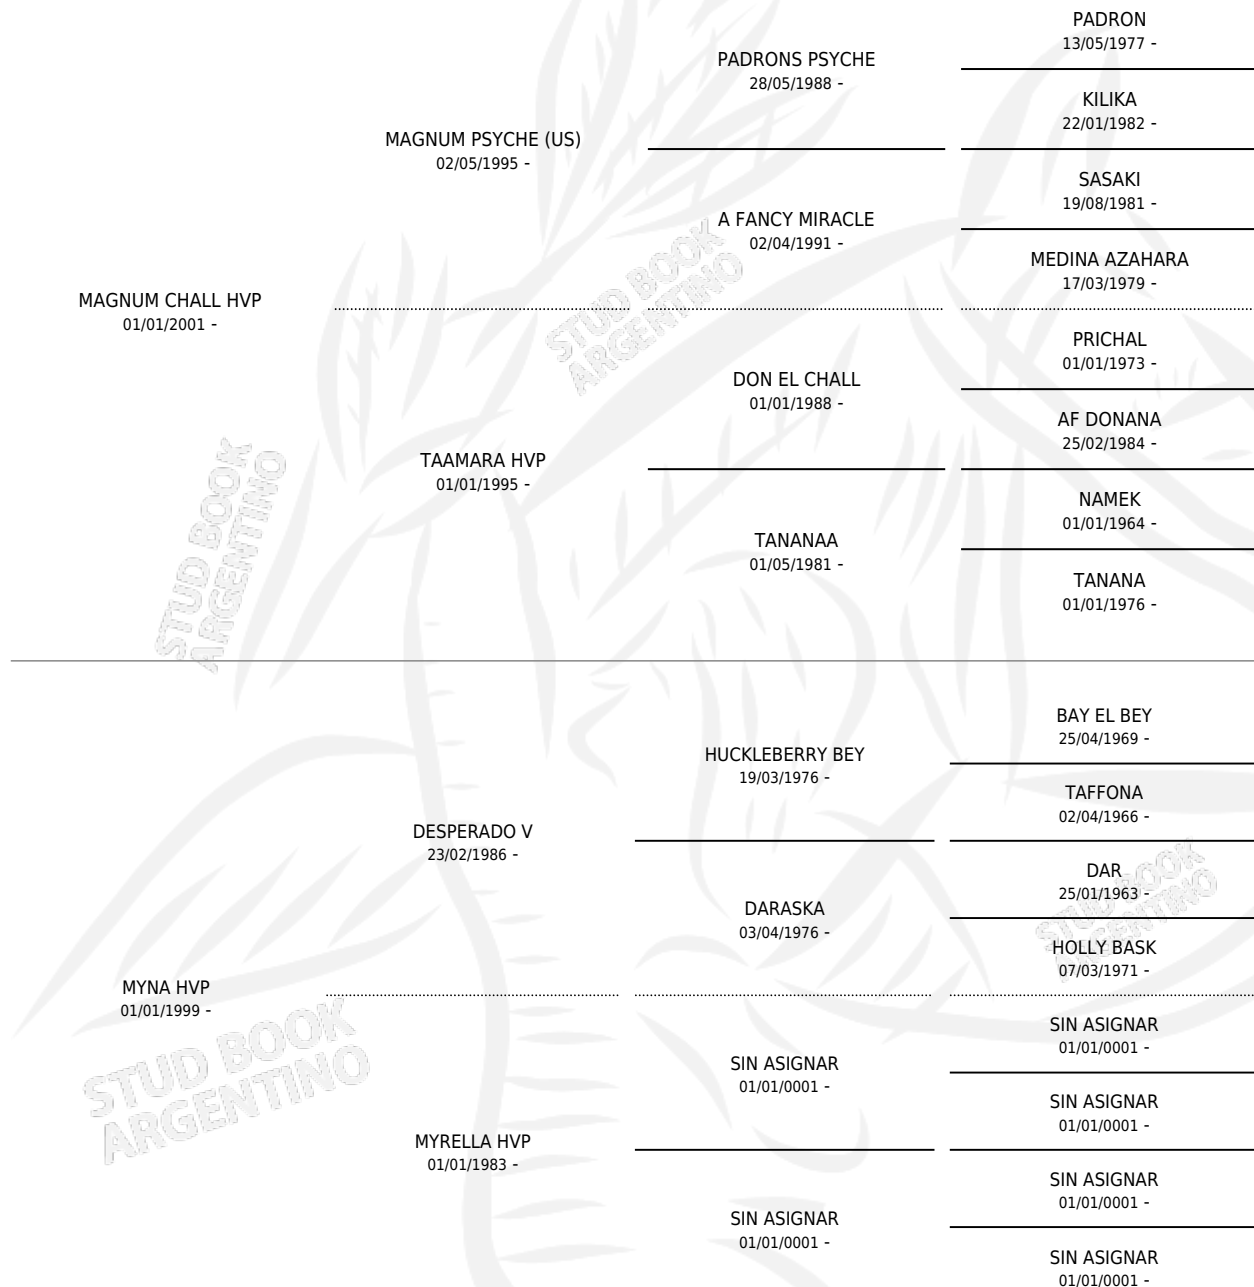 PADRON
13/05/1977 -
PADRONS PSYCHE
28/05/1988 -
KILIKA
22/01/1982 -
MAGNUM PSYCHE (US)
02/05/1995 -
SASAKI
19/08/1981 -
A FANCY MIRACLE
02/04/1991 -
MEDINA AZAHARA
17/03/1979 -
MAGNUM CHALL HVP
01/01/2001 -
PRICHAL
01/01/1973 -
DON EL CHALL
01/01/1988 -
AF DONANA
25/02/1984 -
TAAMARA HVP
01/01/1995 -
NAMEK
01/01/1964 -
TANANAA
01/05/1981 -
TANANA
01/01/1976 -
STUD BOOK
ARGENTINO
STUD BOOK
ARGENTINO
BAY EL BEY
25/04/1969 -
HUCKLEBERRY BEY
19/03/1976 -
TAFFONA
02/04/1966 -
DESPERADO V
23/02/1986 -
DAR
25/01/1963 -
DARASKA
03/04/1976 -
HOLLY BASK
07/03/1971 -
MYNA HVP
01/01/1999 -
SIN ASIGNAR
01/01/0001 -
SIN ASIGNAR
01/01/0001 -
SIN ASIGNAR
01/01/0001 -
MYRELLA HVP
01/01/1983 -
SIN ASIGNAR
01/01/0001 -
SIN ASIGNAR
01/01/0001 -
SIN ASIGNAR
01/01/0001 -
STUD BOOK
ARGENTINO
STUD BOOK
ARGENTINO